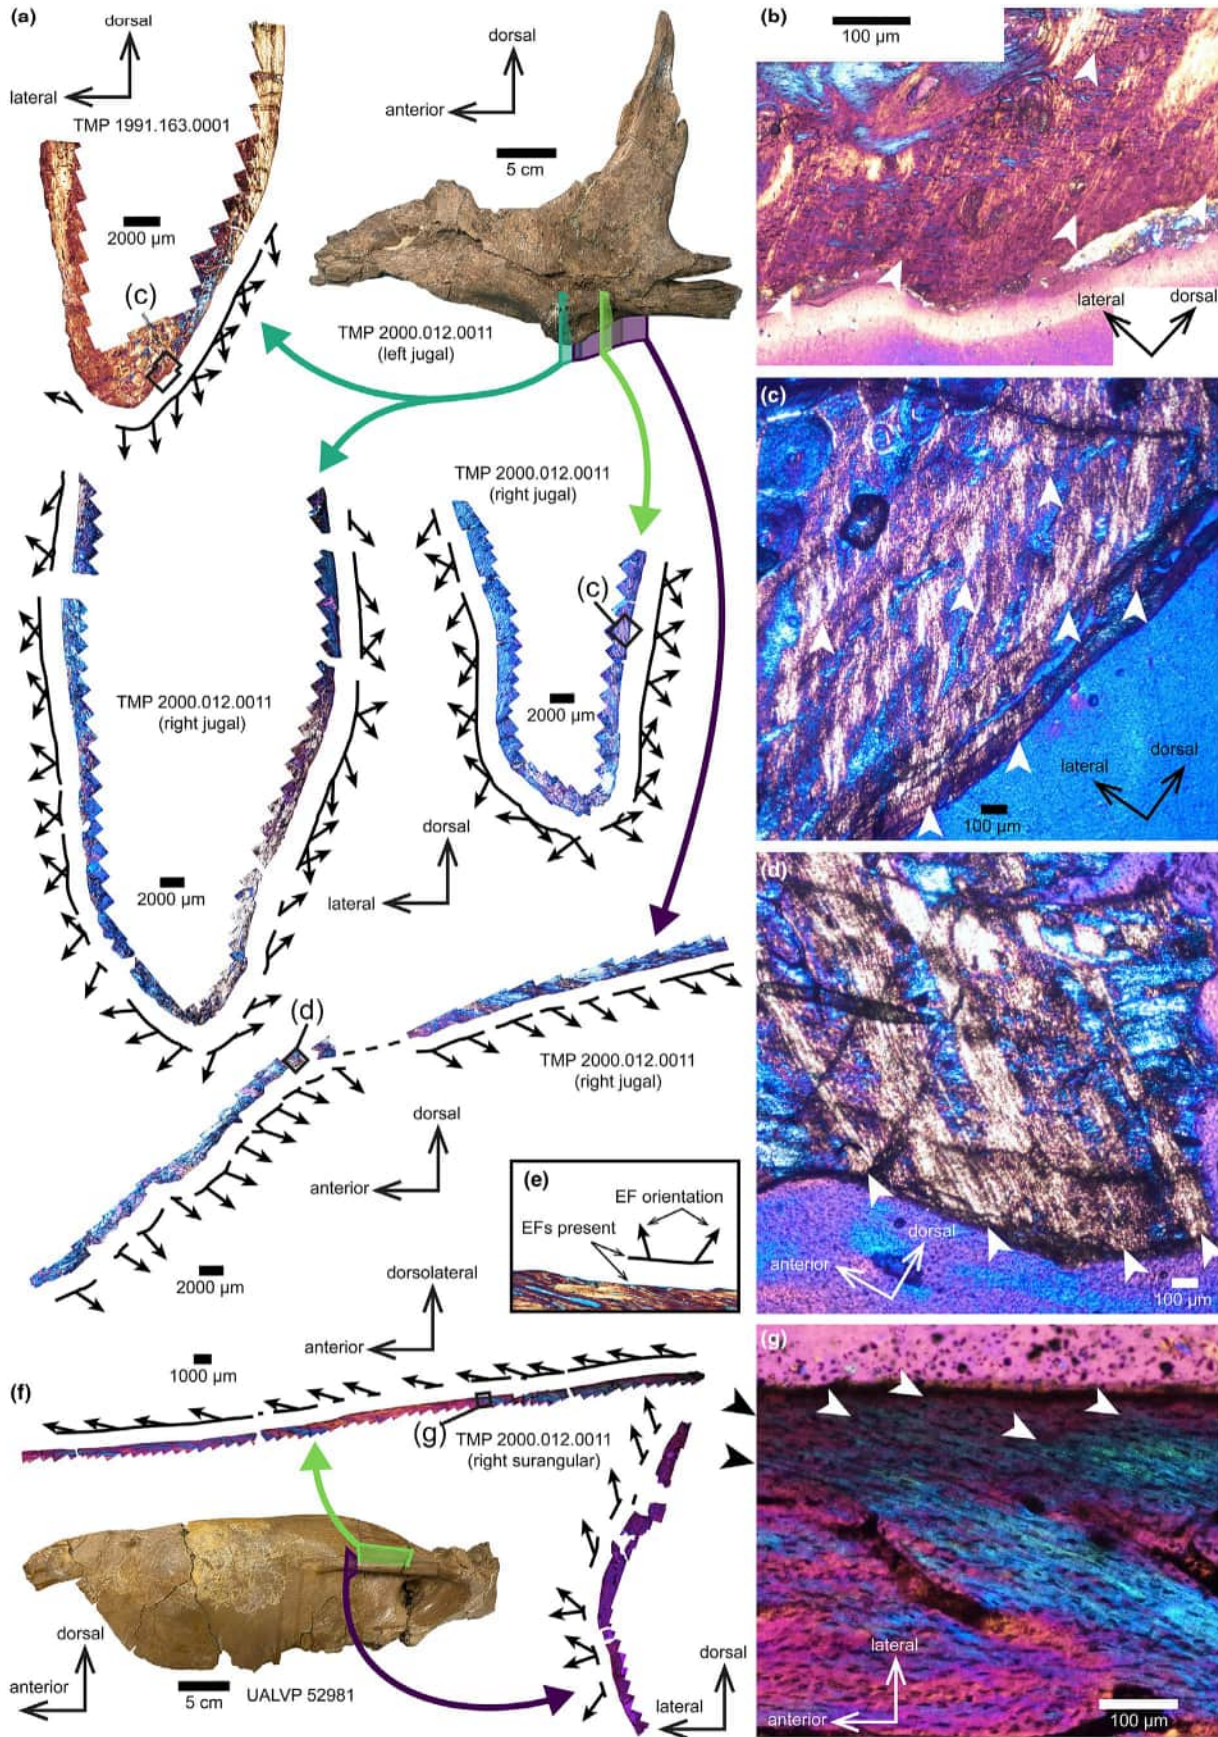 (a)
dorsal
lateral
TMP 1991.163.0001
2000 µm
(c)
dorsal
anterior
5 cm
TMP 2000.012.0011
(left jugal)
TMP 2000.012.0011
(right jugal)
(c)
2000 µm
TMP 2000.012.0011
(right jugal)
2000 µm
dorsal
lateral
(d)
TMP 2000.012.0011
(right jugal)
dorsal
anterior
2000 µm
(e)
EF orientation
EFs present
dorsolateral
anterior
1000 µm
(f)
(g)
TMP 2000.012.0011
(right surangular)
dorsal
anterior
5 cm
UALVP 52981
dorsal
lateral
(b)
100 µm
lateral
dorsal
(c)
dorsal
lateral
100 µm
(d)
dorsal
anterior
100 µm
(g)
lateral
anterior
100 µm